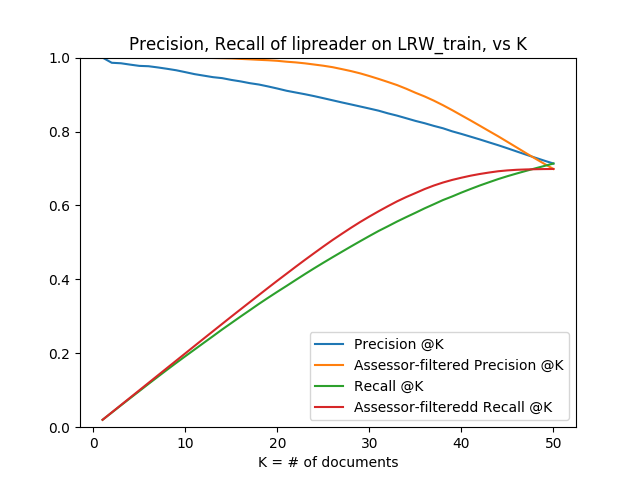 Precision, Recall of lipreader on LRW_train, vs K
1.0
0.8
0.6
0.4
0.2
0.0
Precision @K
Assessor-filtered Precision @K
Recall @K
Assessor-filteredd Recall @K
0 10 20 30 40 50
K = # of documents